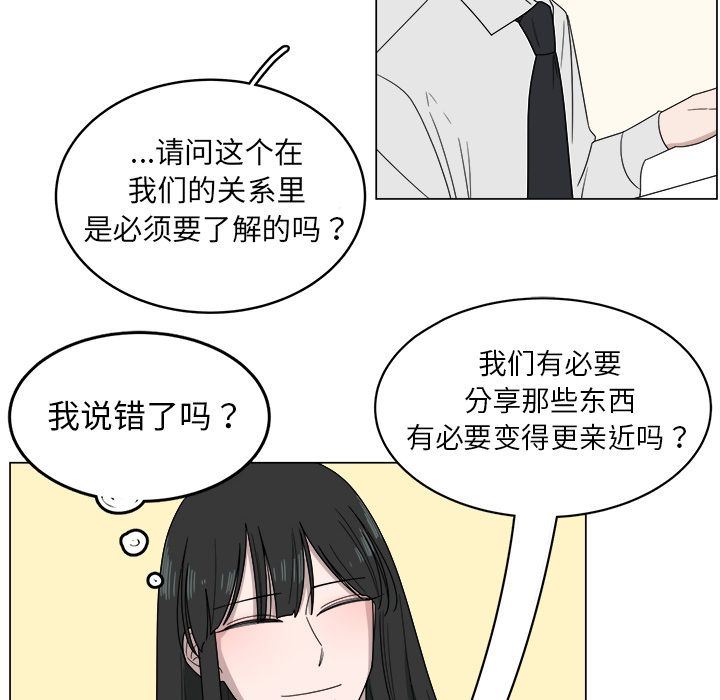 ...请问这个在
我们的关系里
是必须要了解的吗？
我说错了吗？
我们有必要
分享那些东西
有必要变得更亲近吗？